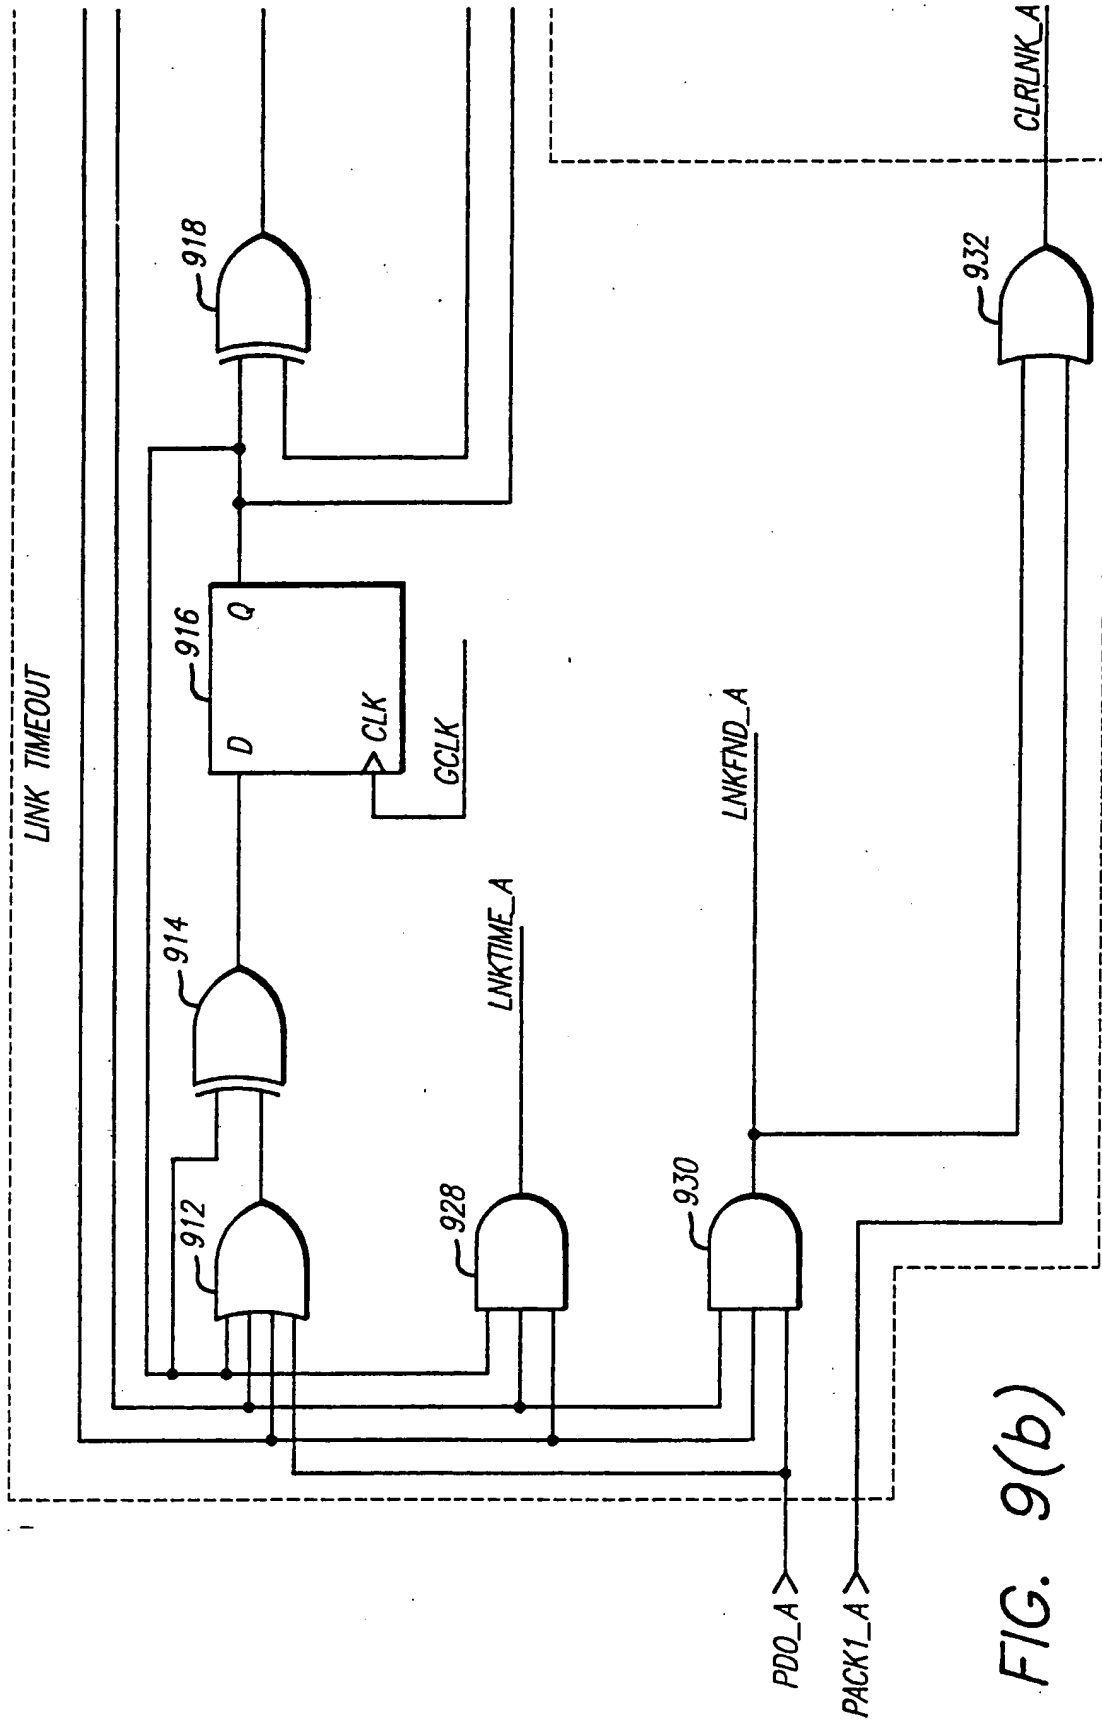 LINK TIMEOUT
918
916
D
Q
CLK
GCLK
914
912
LNKTIME_A
928
LNKFND_A
930
CLRLNK_A
932
PD0_A
PACK1_A
FIG. 9(b)